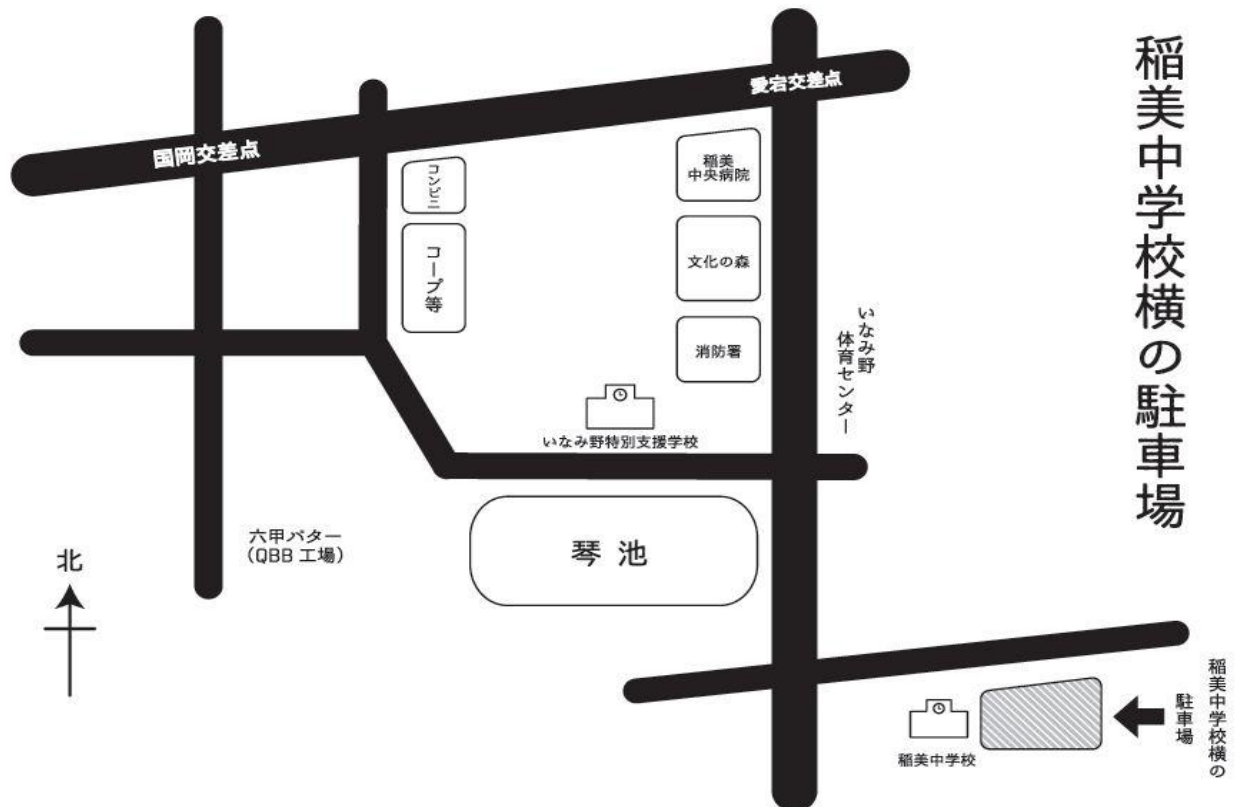 稲美中学校横の駐車場
愛宕交差点
国岡交差点
コンビニ
コープ等
稲美
中央病院
文化の森
消防署
いなみ野
体育センター
いなみ野特別支援学校
琴池
六甲バター
（QBB 工場）
北
稲美中学校
稲美中学校横の
駐車場